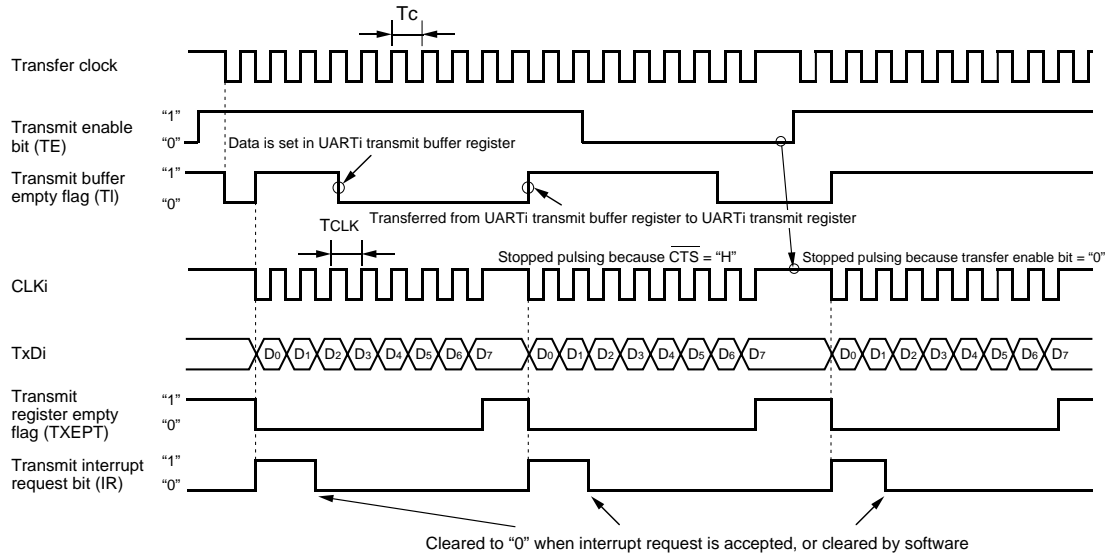 Tc
Transfer clock
“1”
Transmit enable
bit (TE)
“0”
Data is set in UARTi transmit buffer register
“1”
Transmit buffer
empty flag (Tl)
“0”
Transferred from UARTi transmit buffer register to UARTi transmit register
TCLK
Stopped pulsing because CTS = “H”
Stopped pulsing because transfer enable bit = “0”
CLKi
TxDi
D0 D1 D2 D3 D4 D5 D6 D7 D0 D1 D2 D3 D4 D5 D6 D7 D0 D1 D2 D3 D4 D5 D6 D7
Transmit
register empty
flag (TXEPT)
“1”
“0”
Transmit interrupt
request bit (IR)
“1”
“0”
Cleared to “0” when interrupt request is accepted, or cleared by software